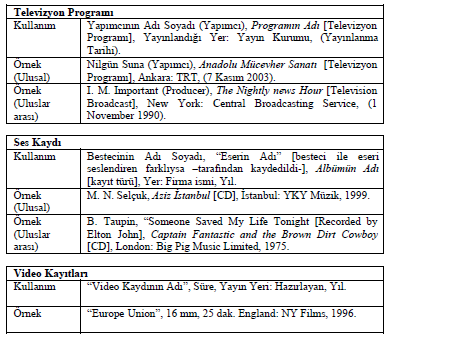 Televizyon Programı
Kullanım
Yapımcının Adı Soyadı (Yapımcı), Programın Adı [Televizyon
Programı], Yayınlandığı Yer: Yayın Kurumu, (Yayınlanma
Tarihi).
Örnek
(Ulusal)
Nilgün Suna (Yapımcı), Anadolu Mücevher Sanatı [Televizyon
Programı], Ankara: TRT, (7 Kasım 2003).
Örnek
(Uluslar
arası)
I. M. Important (Producer), The Nightly news Hour [Television
Broadcast], New York: Central Broadcasting Service, (1
November 1990).
Ses Kaydı
Kullanım
Bestecinin Adı Soyadı, “Eserin Adı” [besteci ile eseri
seslendiren farklıysa –tarafından kaydedildi-], Albümün Adı
[kayıt türü], Yer: Firma ismi, Yıl.
Örnek
(Ulusal)
M. N. Selçuk, Aziz İstanbul [CD], İstanbul: YKY Müzik, 1999.
Örnek
(Uluslar
arası)
B. Taupin, “Someone Saved My Life Tonight [Recorded by
Elton John], Captain Fantastic and the Brown Dirt Cowboy
[CD], London: Big Pig Music Limited, 1975.
Video Kayıtları
Kullanım
“Video Kaydının Adı”, Süre, Yayın Yeri: Hazırlayan, Yıl.
Örnek
“Europe Union”, 16 mm, 25 dak. England: NY Films, 1996.